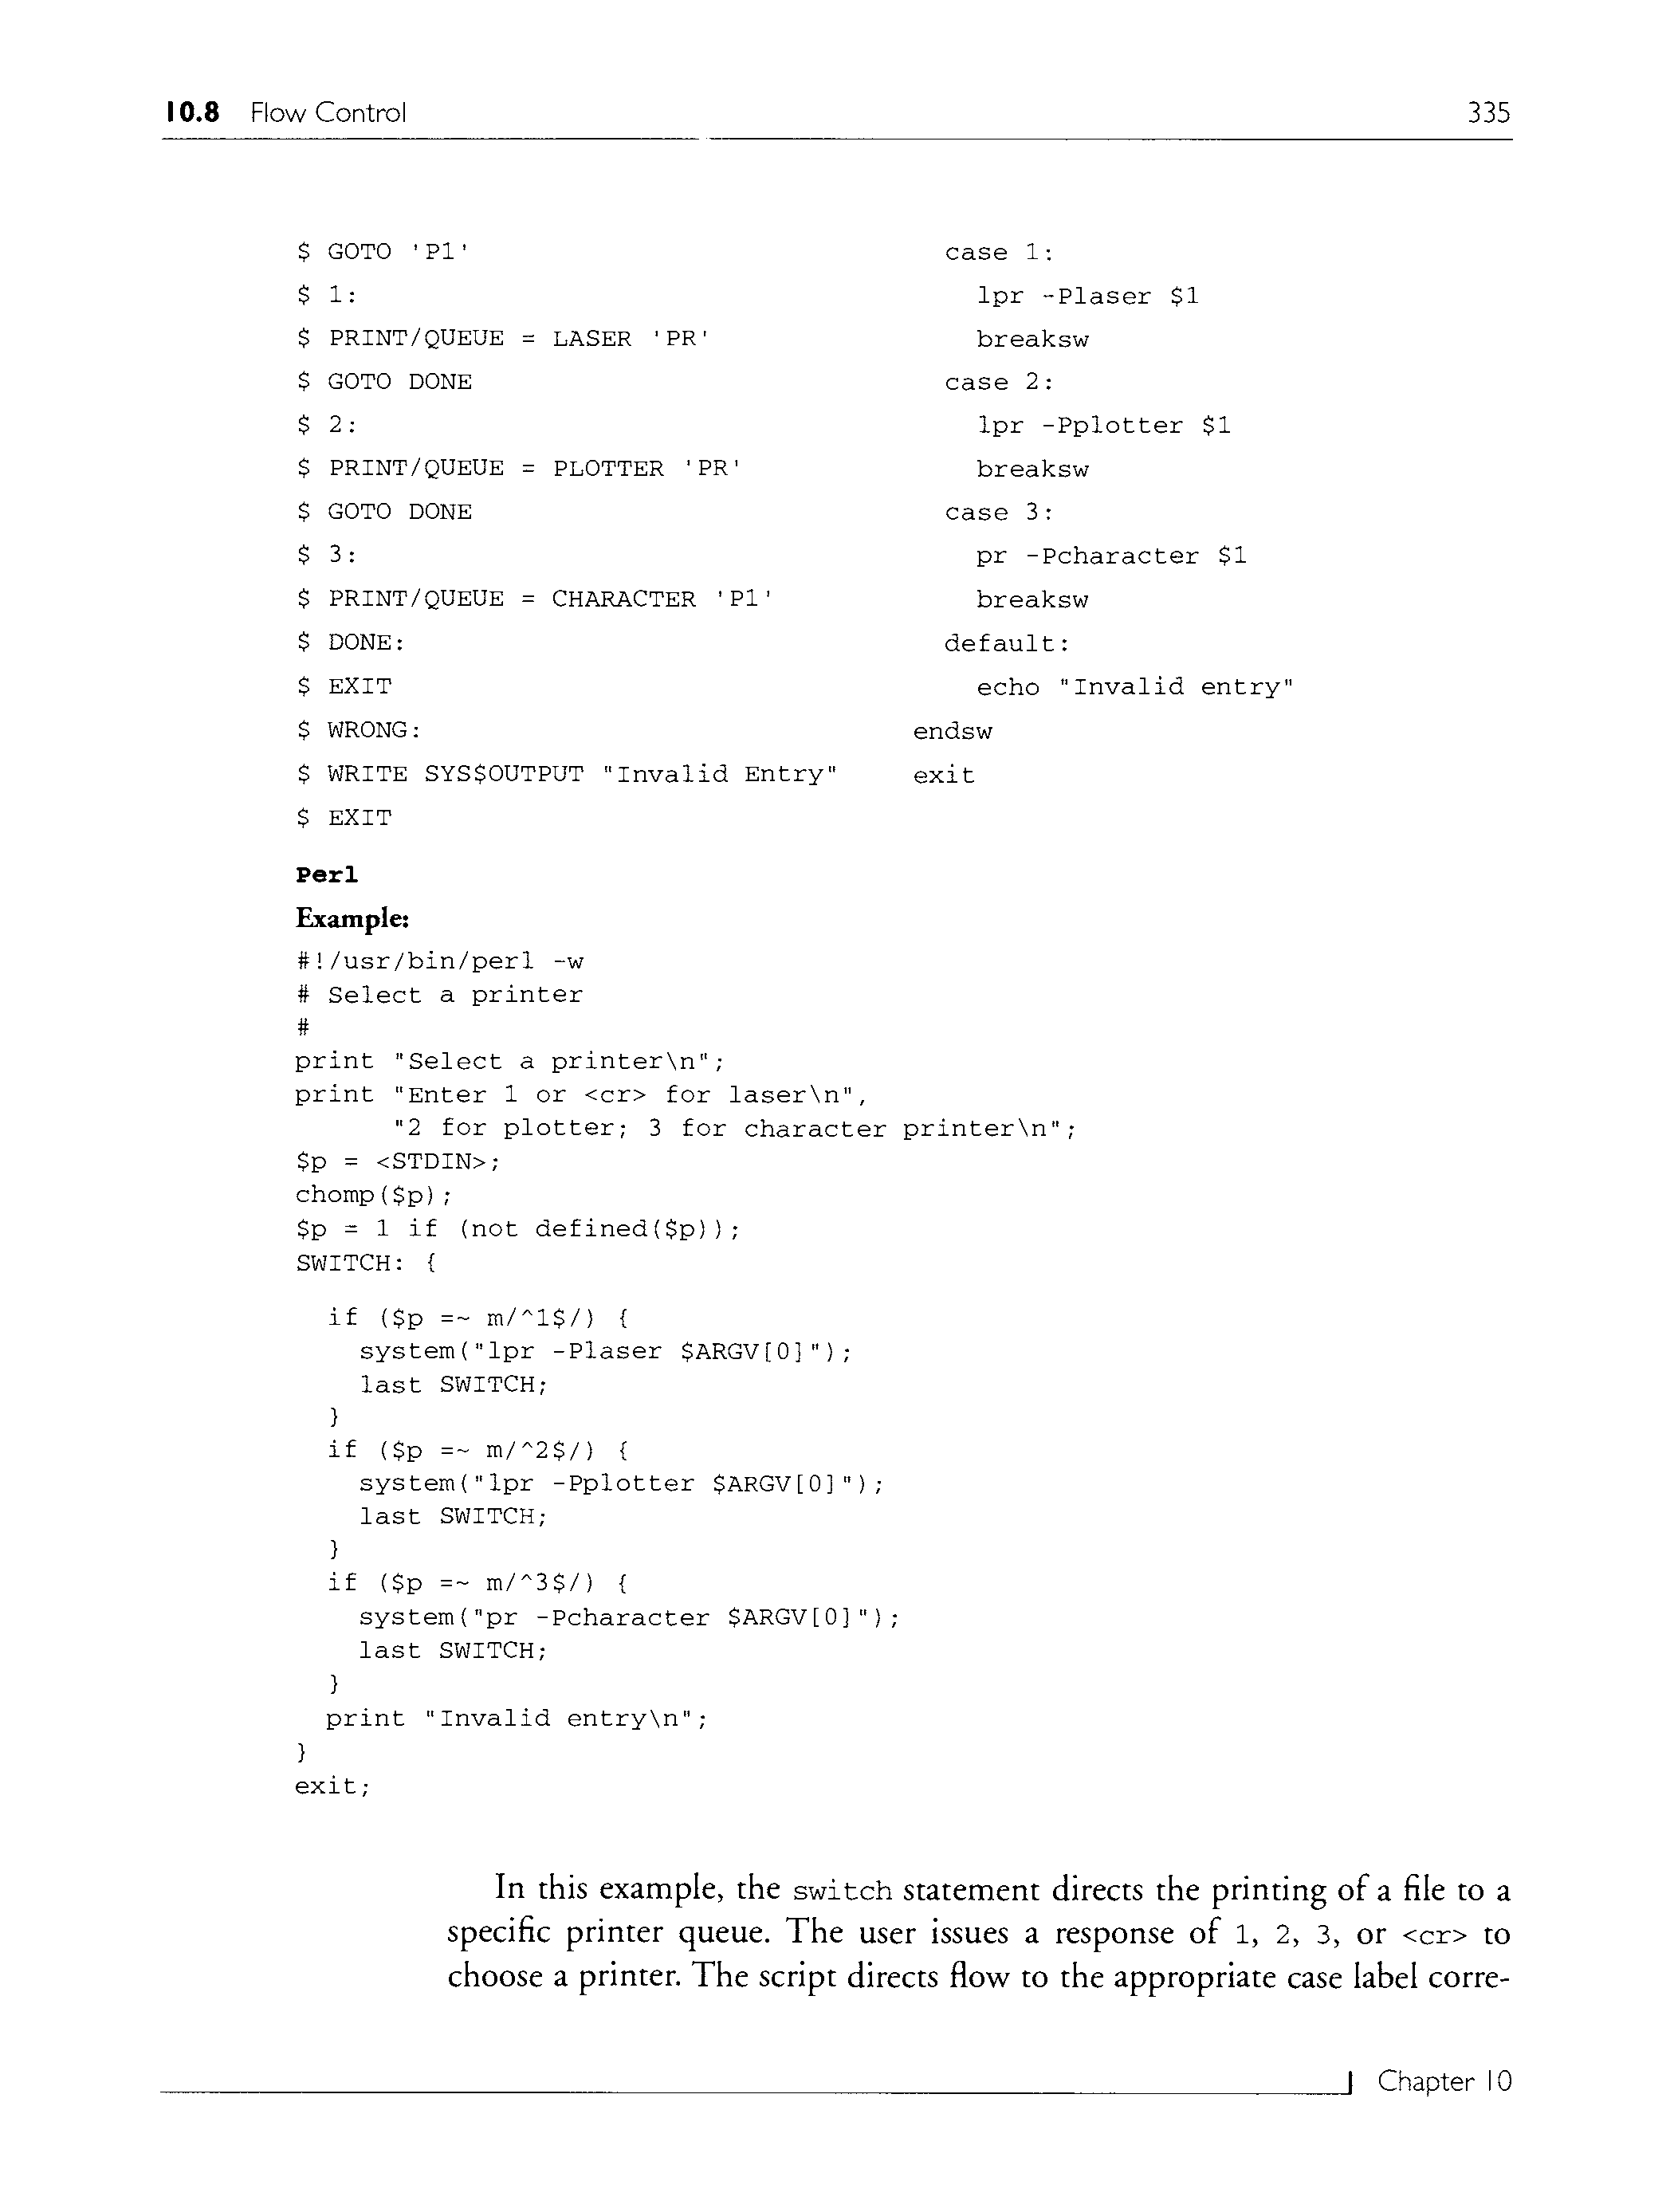 10.8 Flow Control 335
$ GOTO 'P1'
$ 1:
$ PRINT/QUEUE = LASER 'PR'
$ GOTO DONE
$ 2:
$ PRINT/QUEUE = PLOTTER 'PR'
$ GOTO DONE
$ 3:
$ PRINT/QUEUE = CHARACTER 'P1'
$ DONE:
$ EXIT
$ WRONG:
$ WRITE SYS$OUTPUT "Invalid Entry"
$ EXIT
case 1:
lpr -Plaser $1
breaksw
case 2:
lpr -Pplotter $1
breaksw
case 3:
pr -Pcharacter $1
breaksw
default:
echo "Invalid entry"
endsw
exit
Perl
Example:
#!/usr/bin/perl -w
# Select a printer
#
print "Select a printer\n";
print "Enter 1 or <cr> for laser\n",
"2 for plotter; 3 for character printer\n";
$p = <STDIN>;
chomp($p);
$p = 1 if (not defined($p));
SWITCH: {
if ($p =~ m/^1$/) {
system("lpr -Plaser $ARGV[0]");
last SWITCH;
}
if ($p =~ m/^2$/) {
system("lpr -Pplotter $ARGV[0]");
last SWITCH;
}
if ($p =~ m/^3$/) {
system("pr -Pcharacter $ARGV[0]");
last SWITCH;
}
print "Invalid entry\n";
}
exit;
In this example, the switch statement directs the printing of a file to a
specific printer queue. The user issues a response of 1, 2, 3, or <cr> to
choose a printer. The script directs flow to the appropriate case label corre-
Chapter 10